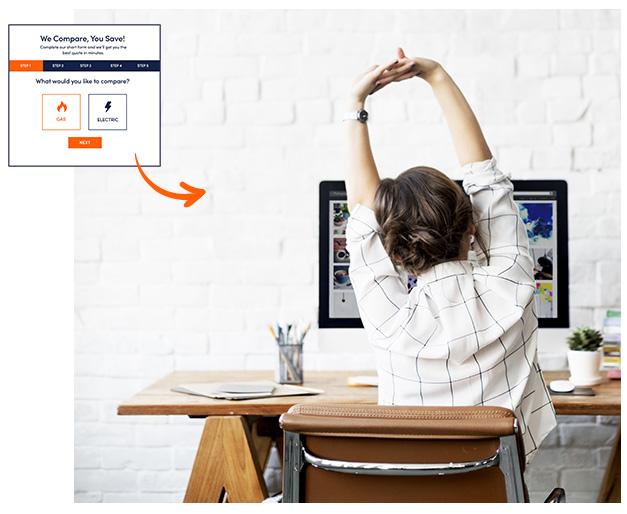 We Compare, You Save!
Complete our short form and we'll get you the
best quote in minutes.
STEP 1 STEP 2 STEP 3 STEP 4 STEP 5
What would you like to compare?
GAS ELECTRIC
NEXT